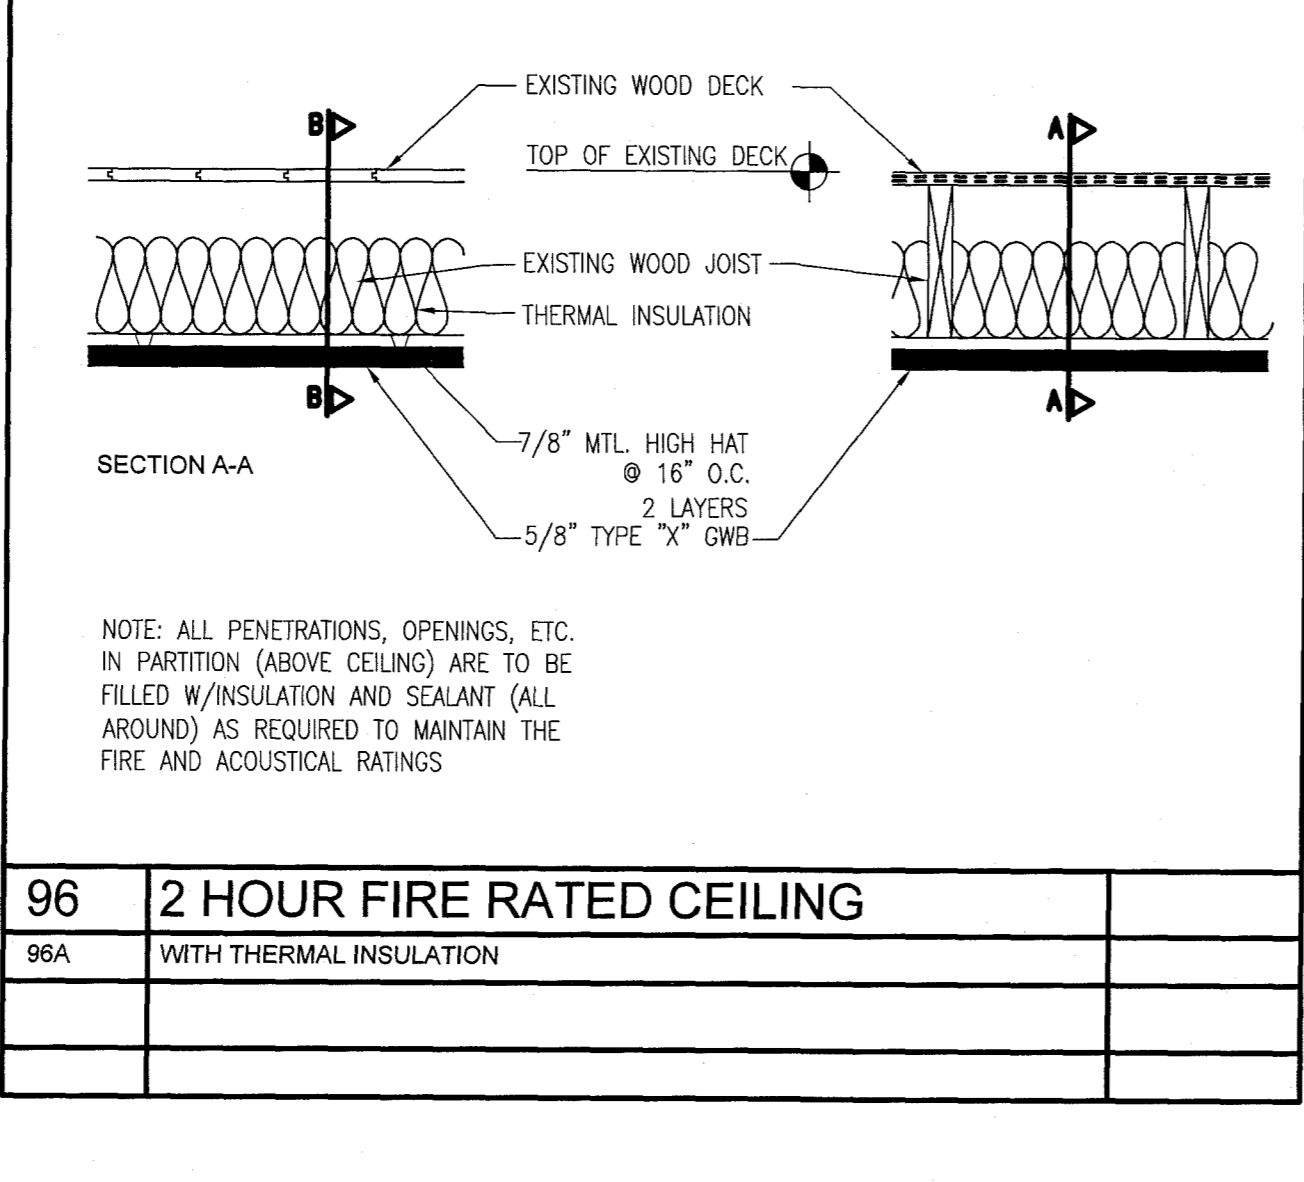 EXISTING WOOD DECK
B
A
TOP OF EXISTING DECK
EXISTING WOOD JOIST
THERMAL INSULATION
B
A
SECTION A-A
7/8" MTL. HIGH HAT
@ 16" O.C.
2 LAYERS
5/8" TYPE "X" GWB
NOTE: ALL PENETRATIONS, OPENINGS, ETC.
IN PARTITION (ABOVE CEILING) ARE TO BE
FILLED W/INSULATION AND SEALANT (ALL
AROUND) AS REQUIRED TO MAINTAIN THE
FIRE AND ACOUSTICAL RATINGS
96 2 HOUR FIRE RATED CEILING
96A WITH THERMAL INSULATION